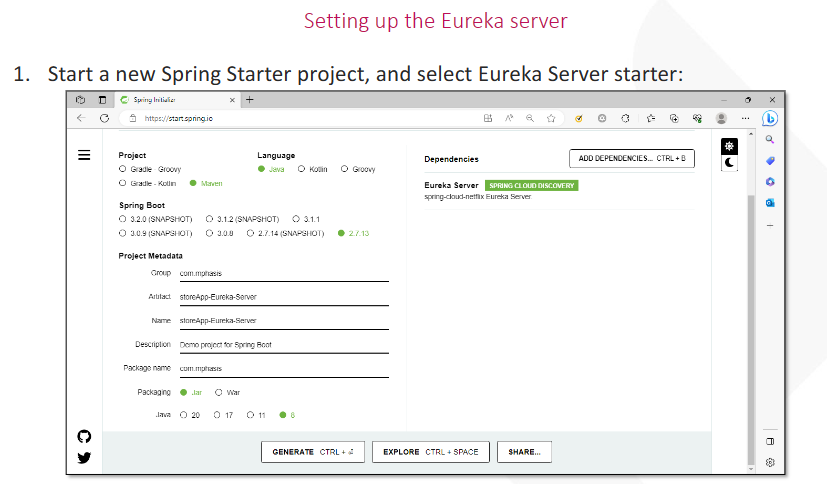 Setting up the Eureka server
1. Start a new Spring Starter project, and select Eureka Server starter:
Spring Initializr
https://start.spring.io
Project
Language
Gradle - Groovy
Java Kotlin Groovy
Gradle - Kotlin Maven
Spring Boot
3.2.0 (SNAPSHOT) 3.1.2 (SNAPSHOT) 3.1.1
3.0.9 (SNAPSHOT) 3.0.8 2.7.14 (SNAPSHOT) 2.7.13
Project Metadata
Group com.mphasis
Artifact storeApp-Eureka-Server
Name storeApp-Eureka-Server
Description Demo project for Spring Boot
Package name com.mphasis
Packaging Jar War
Java 20 17 11 8
Dependencies
ADD DEPENDENCIES... CTRL + B
Eureka Server SPRING CLOUD DISCOVERY
spring-cloud-netflix Eureka Server
GENERATE CTRL + ⏎
EXPLORE CTRL + SPACE
SHARE...